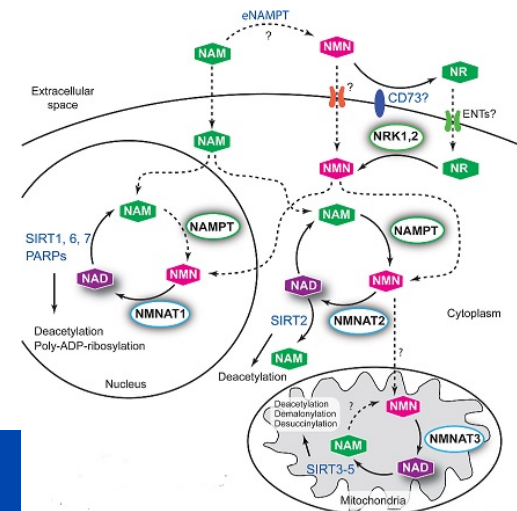 eNAMPT
?
NAM
NMN
NR
Extracellular
space
?
CD73?
ENTs?
NAM
NRK1,2
NMN
NR
NAM
NAM
SIRT1, 6, 7
PARPs
NAMPT
NAMPT
NAD
NMN
NAD
NMN
NMNAT1
SIRT2
NMNAT2
Cytoplasm
Deacetylation
Poly-ADP-ribosylation
NAM
Nucleus
Deacetylation
?
Deacetylation
Demalonylation
Desuccinylation
?
NMN
NMNAT3
NAM
NAD
SIRT3-5
Mitochondria